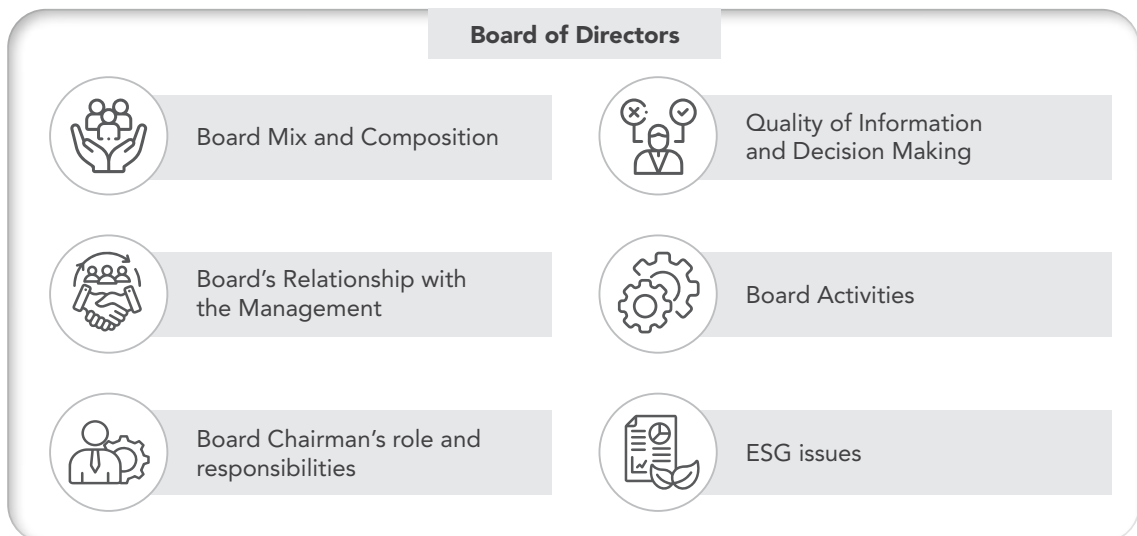 Board of Directors
Board Mix and Composition
Quality of Information
and Decision Making
Board’s Relationship with
the Management
Board Activities
Board Chairman’s role and
responsibilities
ESG issues